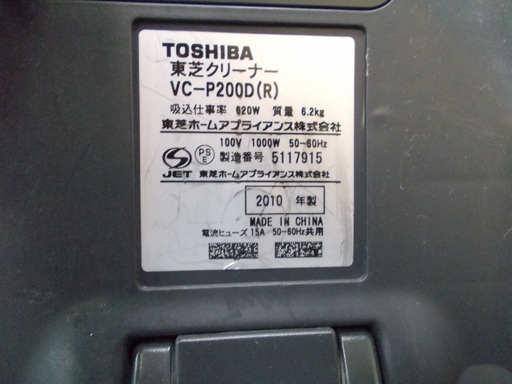 TOSHIBA
東芝クリーナー
VC-P200D(R)
吸込仕事率 620W 質量 6.2kg
東芝ホームアプライアンス株式会社
100V 1000W 50-60Hz
PS E 製造番号 5117915
JET 東芝ホームアプライアンス株式会社
2010 年製
MADE IN CHINA
電流ヒューズ 15A 50-60Hz共用